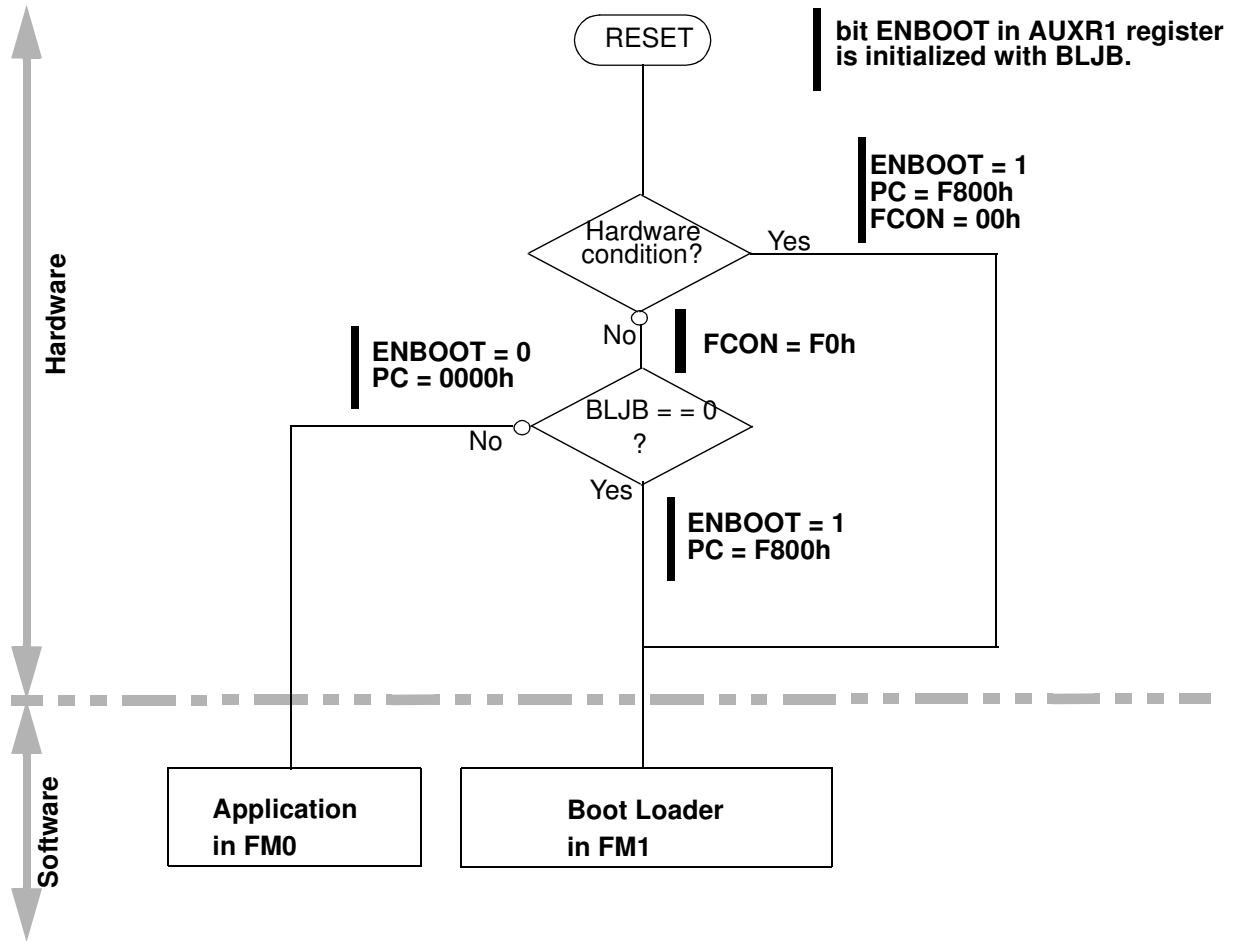 RESET
bit ENBOOT in AUXR1 register
is initialized with BLJB.
ENBOOT = 1
PC = F800h
FCON = 00h
Hardware
condition?
Yes
No
FCON = F0h
ENBOOT = 0
PC = 0000h
BLJB = = 0
?
No
Yes
ENBOOT = 1
PC = F800h
Hardware
Software
Application
in FM0
Boot Loader
in FM1